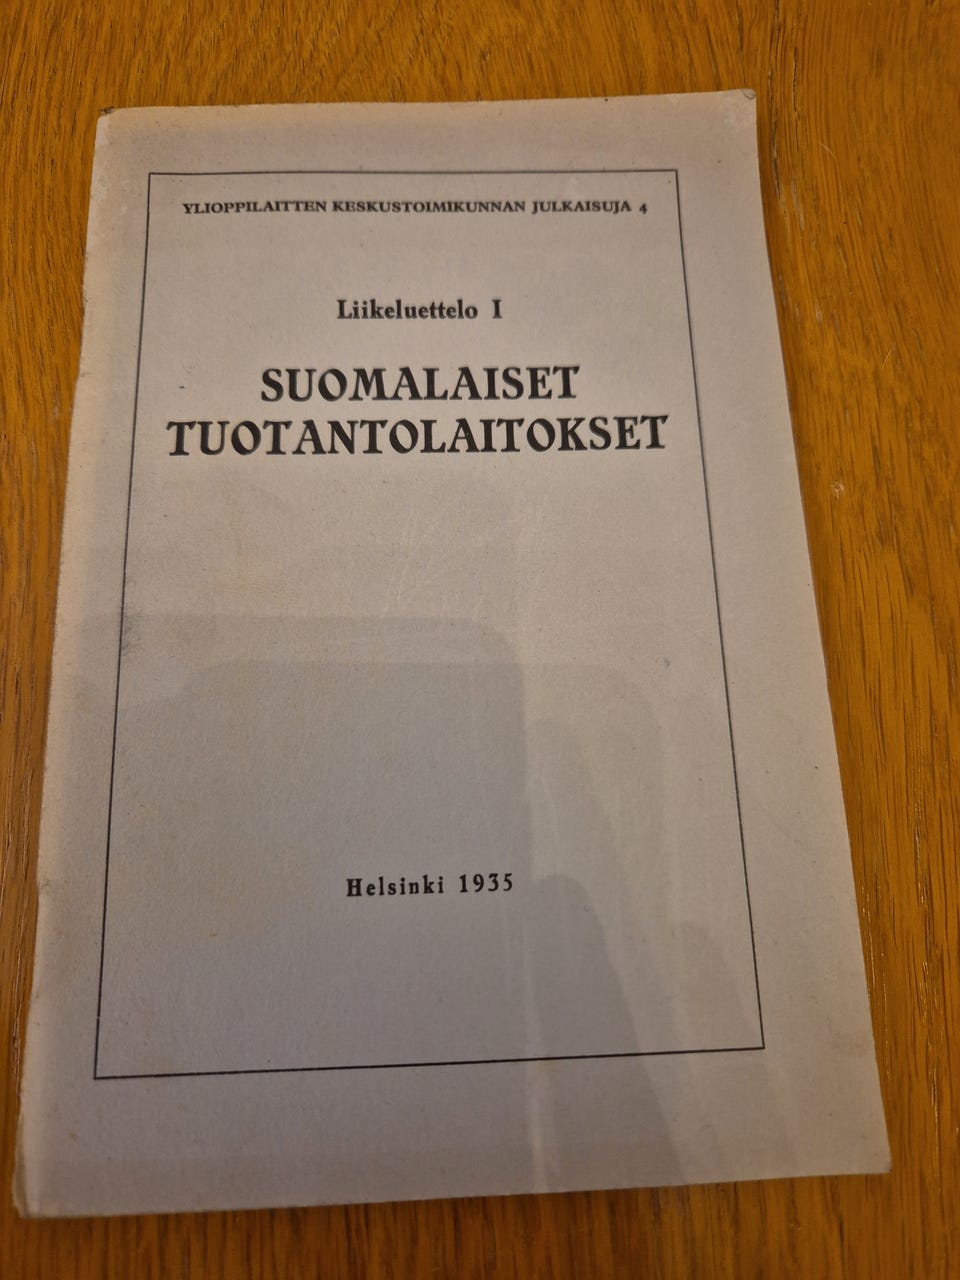 YLIOPPILAITTEN KESKUSTOIMIKUNNAN JULKAISUJA 4
Liikeluettelo I
SUOMALAISET
TUOTANTOLAITOKSET
Helsinki 1935